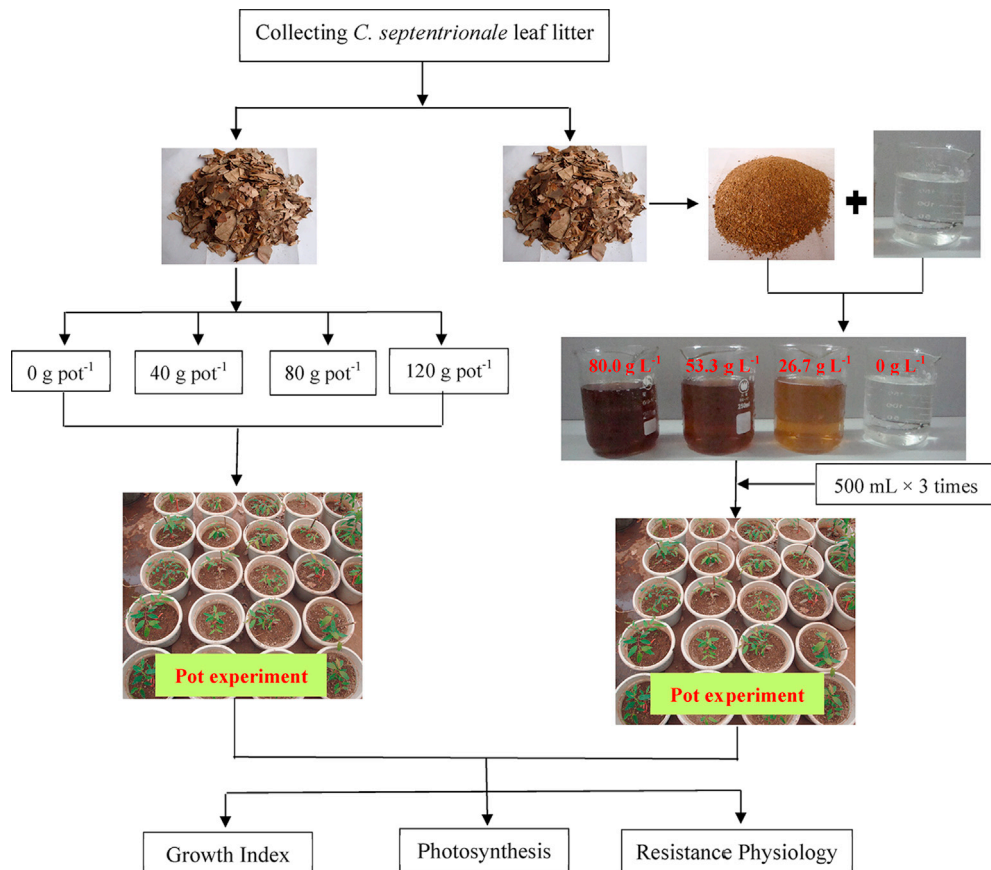 Collecting C. septentrionale leaf litter
0 g pot⁻¹
40 g pot⁻¹
80 g pot⁻¹
120 g pot⁻¹
80.0 g L⁻¹
53.3 g L⁻¹
26.7 g L⁻¹
0 g L⁻¹
500 mL × 3 times
Pot experiment
Pot experiment
Growth Index
Photosynthesis
Resistance Physiology